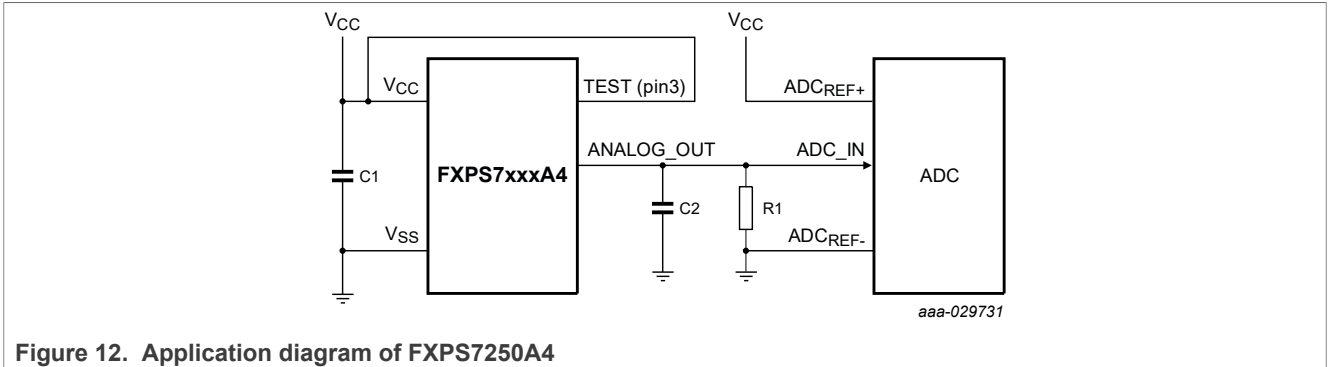 VCC
VCC
VCC
TEST (pin3)
ADCREF+
ANALOG_OUT
ADC_IN
C1
FXPS7xxxA4
ADC
C2
R1
VSS
ADCREF-
aaa-029731
Figure 12. Application diagram of FXPS7250A4